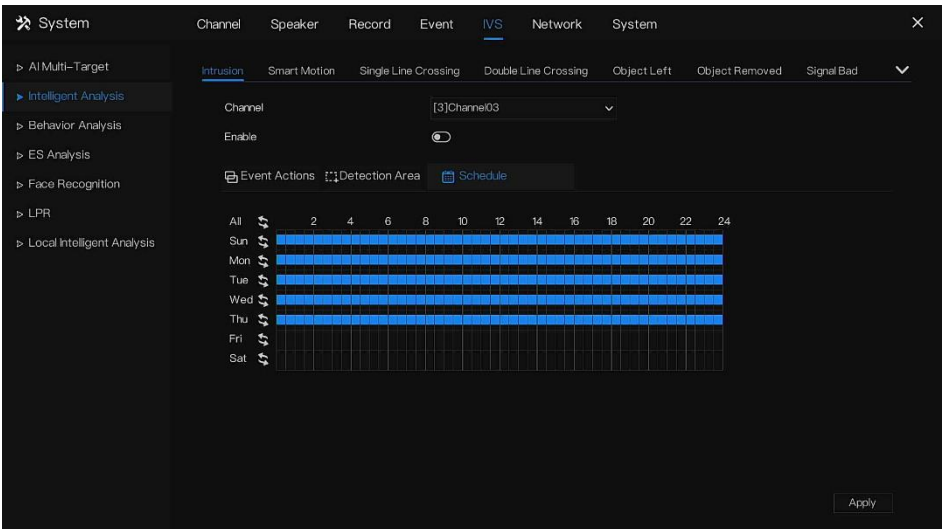 System Channel Speaker Record Event IVS Network System
AI Multi-Target
Intrusion Smart Motion Single Line Crossing Double Line Crossing Object Left Object Removed Signal Bad
Intelligent Analysis
Channel [3]Channel03
Behavior Analysis
Enable
ES Analysis
Event Actions Detection Area Schedule
Face Recognition
LPR
All 2 4 6 8 10 12 14 16 18 20 22 24
Local Intelligent Analysis
Sun
Mon
Tue
Wed
Thu
Fri
Sat
Apply